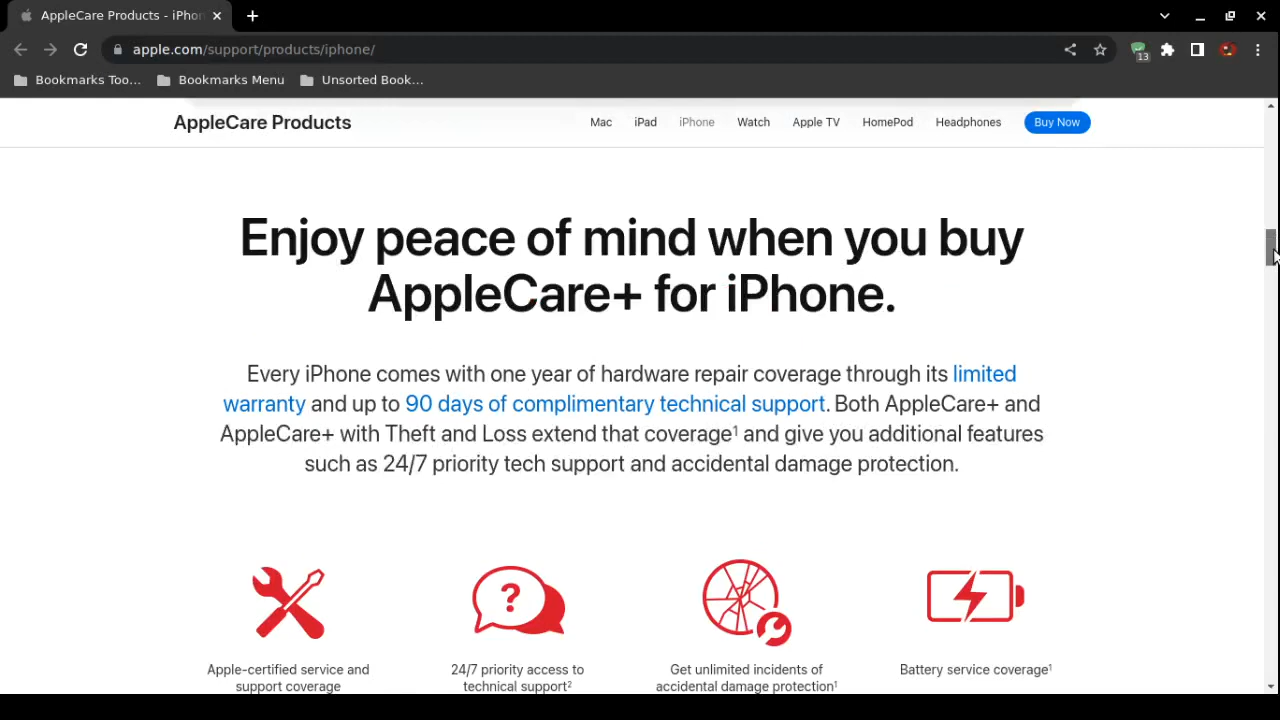 AppleCare Products - iPhon
apple.com/support/products/iphone/
13
Bookmarks Too... Bookmarks Menu Unsorted Book...
AppleCare Products Mac iPad iPhone Watch Apple TV HomePod Headphones Buy Now
Enjoy peace of mind when you buy
AppleCare+ for iPhone.
Every iPhone comes with one year of hardware repair coverage through its limited
warranty and up to 90 days of complimentary technical support. Both AppleCare+ and
AppleCare+ with Theft and Loss extend that coverage¹ and give you additional features
such as 24/7 priority tech support and accidental damage protection.
?
Apple-certified service and
support coverage
24/7 priority access to
technical support²
Get unlimited incidents of
accidental damage protection¹
Battery service coverage¹